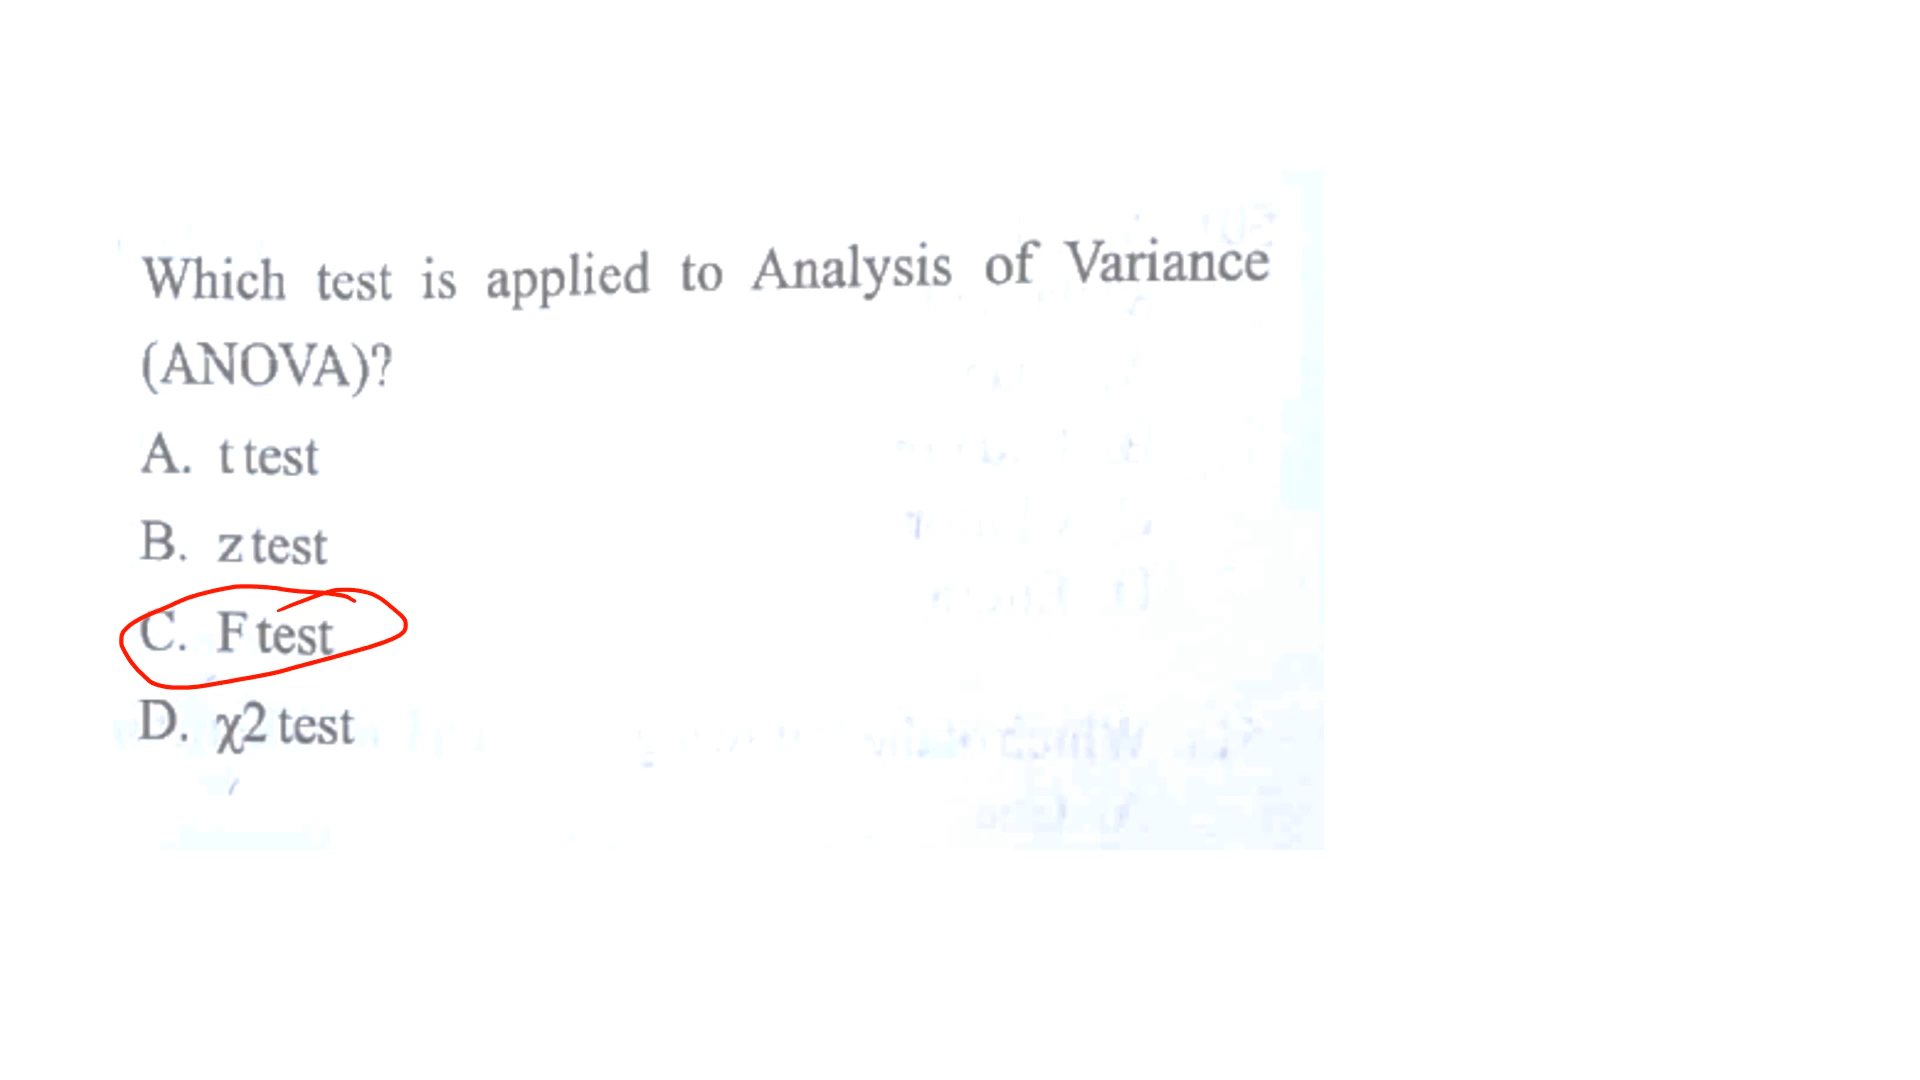 Which test is applied to Analysis of Variance
(ANOVA)?
A. t test
B. z test
C. F test
D. χ2 test